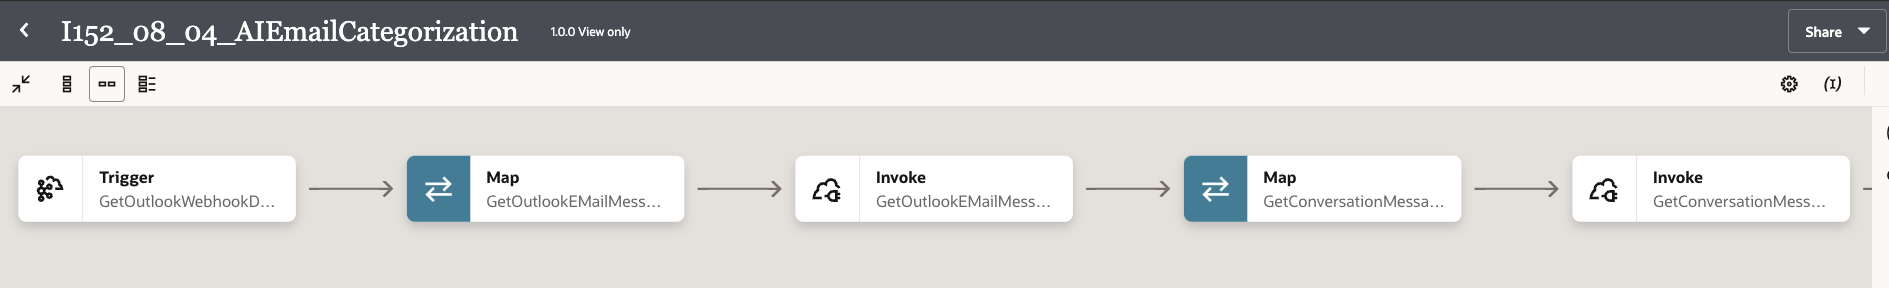 I152_08_04_AIEmailCategorization
1.0.0 View only
Share
(I)
Trigger
GetOutlookWebhookD...
Map
GetOutlookEMailMess...
Invoke
GetOutlookEMailMess...
Map
GetConversationMessa...
Invoke
GetConversationMess...